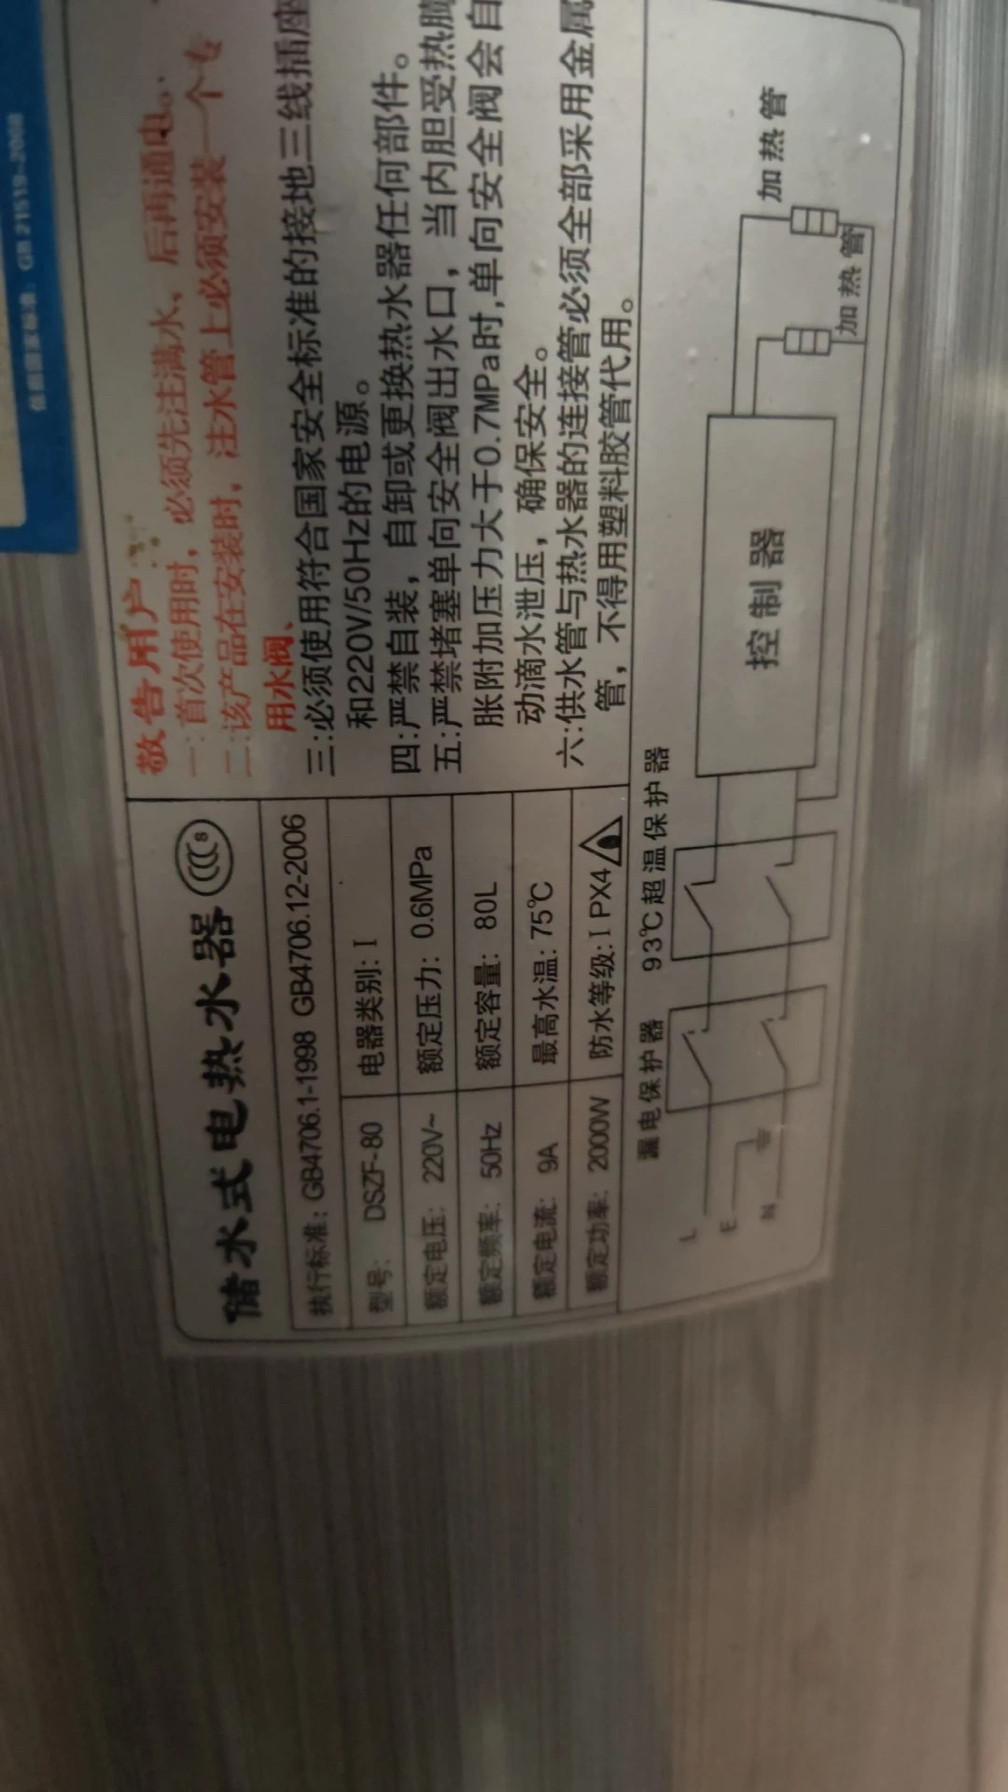 依据国家标准：GB 21519-2008
储水式电热水器
CCC S
执行标准：GB4706.1-1998 GB4706.12-2006
型号： DSZF-80 电器类别：I
额定电压： 220V~ 额定压力： 0.6MPa
额定频率： 50Hz 额定容量： 80L
额定电流： 9A 最高水温：75℃
额定功率： 2000W 防水等级：IPX4
敬告用户：
一：首次使用时，必须先注满水、后再通电。
二：该产品在安装时，注水管上必须安装一个专
用水阀、
三：必须使用符合国家安全标准的接地三线插座
和220V/50Hz的电源。
四：严禁自装，自卸或更换热水器任何部件。
五：严禁堵塞单向安全阀出水口，当内胆受热膨
胀附加压力大于0.7MPa时，单向安全阀会自
动滴水泄压，确保安全。
六：供水管与热水器的连接管必须全部采用金属
管，不得用塑料胶管代用。
漏电保护器 93℃超温保护器
加热管
加热管
控制器
L
E
N